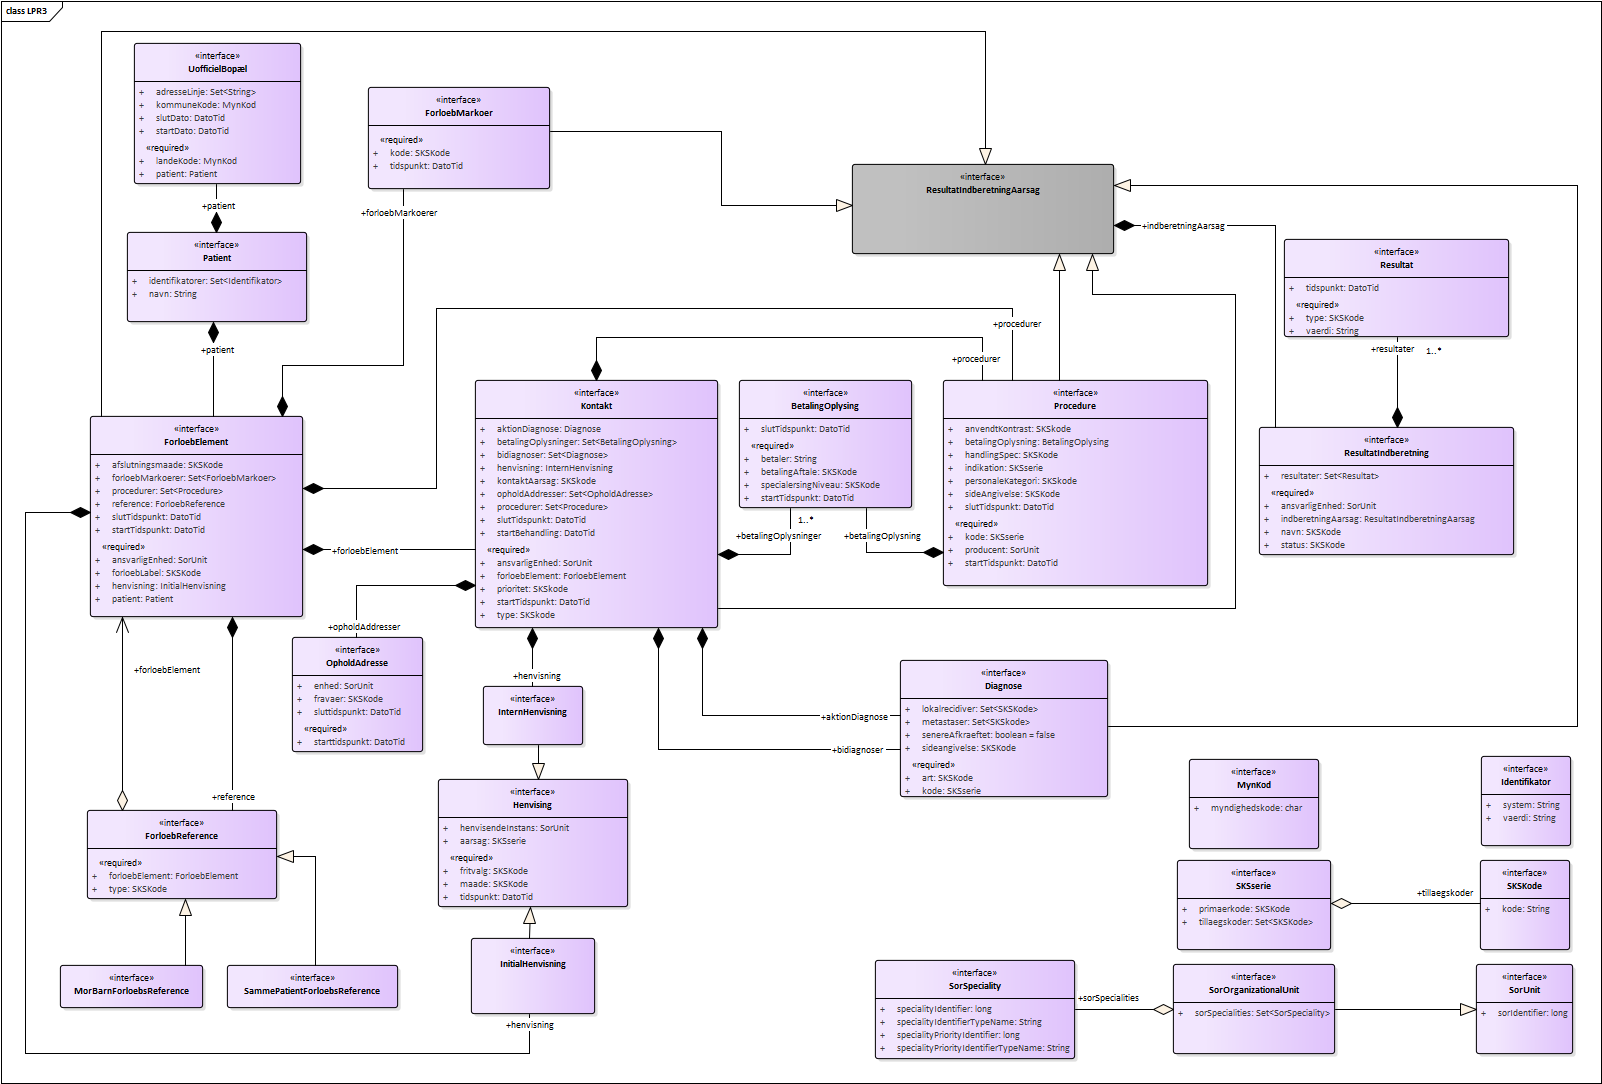 class LPR3
«interface»
UofficielBopæl
+ adresseLinje: Set<String>
+ kommuneKode: MynKod
+ slutDato: DatoTid
+ startDato: DatoTid
«required»
+ landeKode: MynKod
+ patient: Patient
+patient
«interface»
Patient
+ identifikatorer: Set<Identifikator>
+ navn: String
+patient
«interface»
ForloebMarkoer
«required»
+ kode: SKSKode
+ tidspunkt: DatoTid
+forloebMarkoerer
«interface»
ResultatIndberetningAarsag
+indberetningAarsag
«interface»
Resultat
+ tidspunkt: DatoTid
«required»
+ type: SKSKode
+ vaerdi: String
+resultater
1..*
«interface»
ResultatIndberetning
+ resultater: Set<Resultat>
«required»
+ ansvarligEnhed: SorUnit
+ indberetningAarsag: ResultatIndberetningAarsag
+ navn: SKSKode
+ status: SKSKode
+procedurer
+procedurer
«interface»
ForloebElement
+ afslutningsmaade: SKSKode
+ forloebMarkoerer: Set<ForloebMarkoer>
+ procedurer: Set<Procedure>
+ reference: ForloebReference
+ slutTidspunkt: DatoTid
+ startTidspunkt: DatoTid
«required»
+ ansvarligEnhed: SorUnit
+ forloebLabel: SKSKode
+ henvisning: InitialHenvisning
+ patient: Patient
+forloebElement
«interface»
Kontakt
+ aktionDiagnose: Diagnose
+ betalingOplysninger: Set<BetalingOplysning>
+ bidiagnoser: Set<Diagnose>
+ henvisning: InternHenvisning
+ kontaktAarsag: SKSkode
+ opholdAddresser: Set<OpholdAdresse>
+ procedurer: Set<Procedure>
+ slutTidspunkt: DatoTid
+ startBehandling: DatoTid
«required»
+ ansvarligEnhed: SorUnit
+ forloebElement: ForloebElement
+ prioritet: SKSkode
+ startTidspunkt: DatoTid
+ type: SKSkode
«interface»
BetalingOplysing
+ slutTidspunkt: DatoTid
«required»
+ betaler: String
+ betalingAftale: SKSKode
+ specialersingNiveau: SKSKode
+ startTidspunkt: DatoTid
1..*
+betalingOplysninger
+betalingOplysning
«interface»
Procedure
+ anvendtKontrast: SKSkode
+ betalingOplysning: BetalingOplysing
+ handlingSpec: SKSKode
+ indikation: SKSserie
+ personaleKategori: SKSkode
+ sideAngivelse: SKSKode
+ slutTidspunkt: DatoTid
«required»
+ kode: SKSserie
+ producent: SorUnit
+ startTidspunkt: DatoTid
+opholdAddresser
«interface»
OpholdAdresse
+ enhed: SorUnit
+ fravaer: SKSKode
+ sluttidspunkt: DatoTid
«required»
+ starttidspunkt: DatoTid
+henvisning
«interface»
InternHenvisning
+aktionDiagnose
+bidiagnoser
«interface»
Diagnose
+ lokalrecidiver: Set<SKSKode>
+ metastaser: Set<SKSkode>
+ senereAfkraeftet: boolean = false
+ sideangivelse: SKSKode
«required»
+ art: SKSKode
+ kode: SKSserie
+forloebElement
+reference
«interface»
ForloebReference
«required»
+ forloebElement: ForloebElement
+ type: SKSKode
«interface»
MorBarnForloebsReference
«interface»
SammePatientForloebsReference
«interface»
Henvising
+ henvisendeInstans: SorUnit
+ aarsag: SKSserie
«required»
+ fritvalg: SKSKode
+ maade: SKSKode
+ tidspunkt: DatoTid
«interface»
InitialHenvisning
+henvisning
«interface»
MynKod
+ myndighedskode: char
«interface»
Identifikator
+ system: String
+ vaerdi: String
«interface»
SKSserie
+ primaerkode: SKSKode
+ tillaegskoder: Set<SKSKode>
+tillaegskoder
«interface»
SKSKode
+ kode: String
«interface»
SorSpeciality
+ specialityIdentifier: long
+ specialityIdentifierTypeName: String
+ specialityPriorityIdentifier: long
+ specialityPriorityIdentifierTypeName: String
+sorSpecialities
«interface»
SorOrganizationalUnit
+ sorSpecialities: Set<SorSpeciality>
«interface»
SorUnit
+ sorIdentifier: long